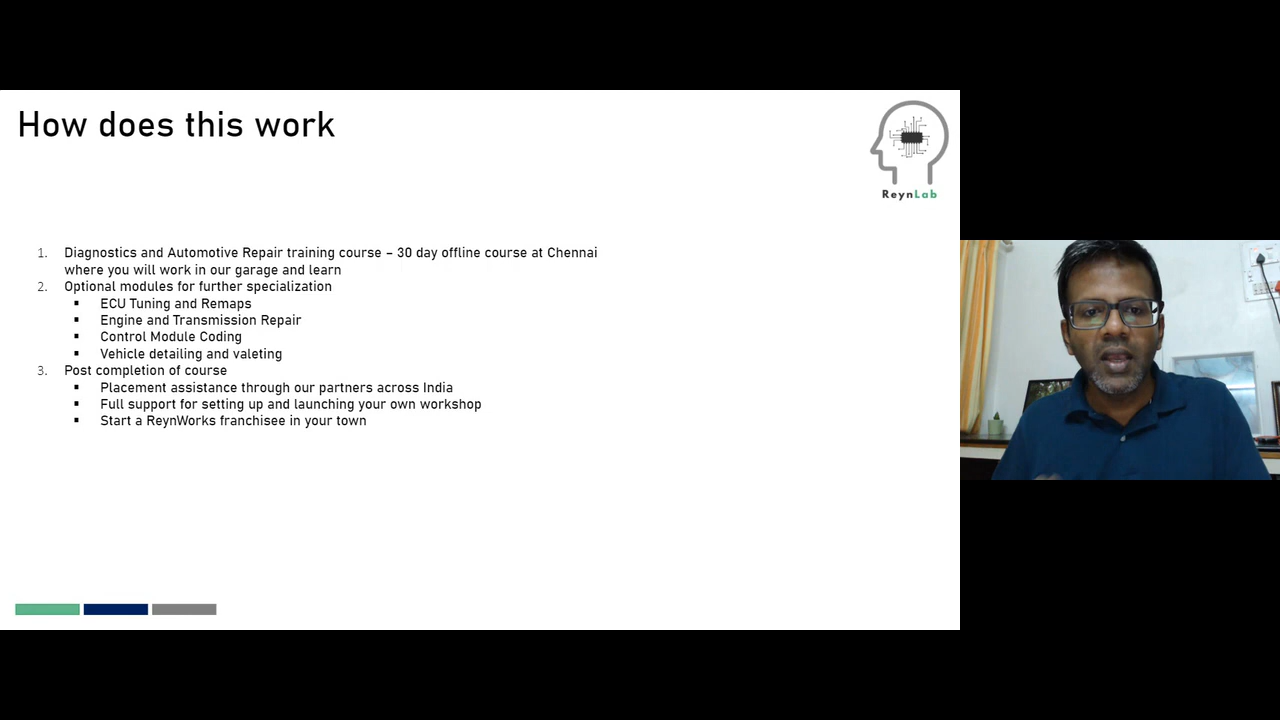 How does this work
ReynLab
1. Diagnostics and Automotive Repair training course – 30 day offline course at Chennai
where you will work in our garage and learn
2. Optional modules for further specialization
▪ ECU Tuning and Remaps
▪ Engine and Transmission Repair
▪ Control Module Coding
▪ Vehicle detailing and valeting
3. Post completion of course
▪ Placement assistance through our partners across India
▪ Full support for setting up and launching your own workshop
▪ Start a ReynWorks franchisee in your town